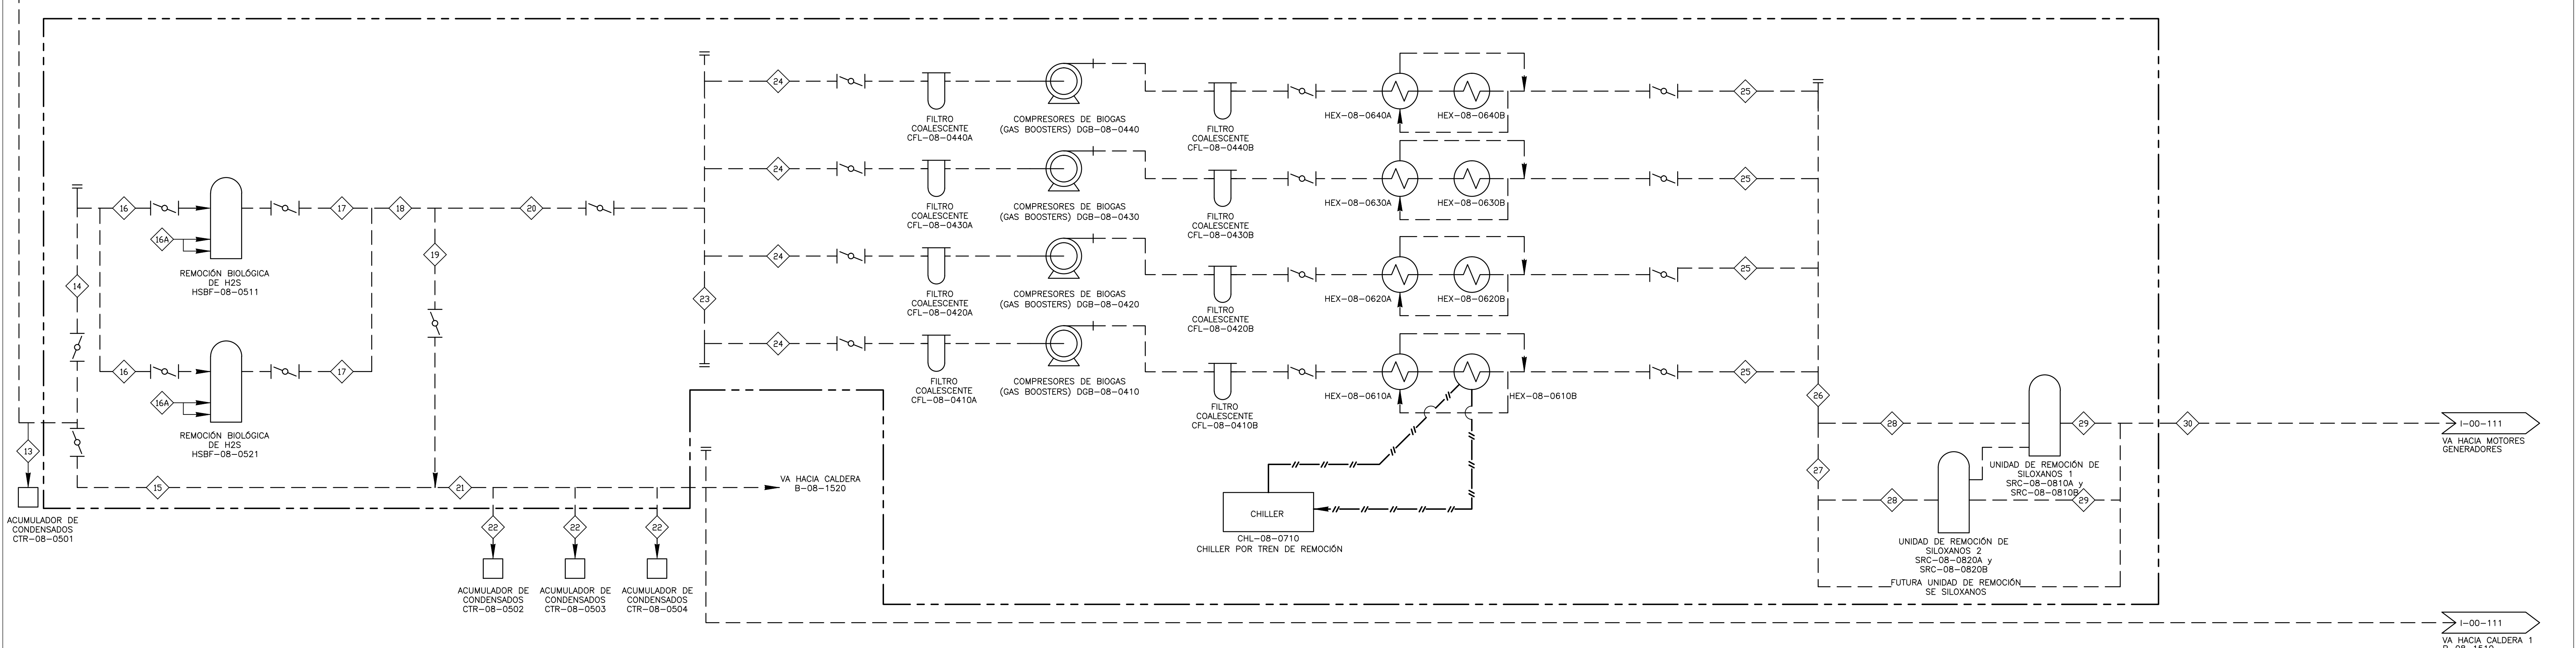 24
FILTRO
COALESCENTE
CFL-08-0440A
COMPRESORES DE BIOGAS
(GAS BOOSTERS) DGB-08-0440
FILTRO
COALESCENTE
CFL-08-0440B
HEX-08-0640A
HEX-08-0640B
25
24
FILTRO
COALESCENTE
CFL-08-0430A
COMPRESORES DE BIOGAS
(GAS BOOSTERS) DGB-08-0430
FILTRO
COALESCENTE
CFL-08-0430B
HEX-08-0630A
HEX-08-0630B
25
16
16A
REMOCIÓN BIOLÓGICA
DE H2S
HSBF-08-0511
17
18
20
19
14
23
24
FILTRO
COALESCENTE
CFL-08-0420A
COMPRESORES DE BIOGAS
(GAS BOOSTERS) DGB-08-0420
FILTRO
COALESCENTE
CFL-08-0420B
HEX-08-0620A
HEX-08-0620B
25
24
FILTRO
COALESCENTE
CFL-08-0410A
COMPRESORES DE BIOGAS
(GAS BOOSTERS) DGB-08-0410
FILTRO
COALESCENTE
CFL-08-0410B
HEX-08-0610A
HEX-08-0610B
25
16
16A
REMOCIÓN BIOLÓGICA
DE H2S
HSBF-08-0521
17
13
15
21
ACUMULADOR DE
CONDENSADOS
CTR-08-0501
22
22
22
ACUMULADOR DE
CONDENSADOS
CTR-08-0502
ACUMULADOR DE
CONDENSADOS
CTR-08-0503
ACUMULADOR DE
CONDENSADOS
CTR-08-0504
VA HACIA CALDERA
B-08-1520
CHILLER
CHL-08-0710
CHILLER POR TREN DE REMOCIÓN
26
27
28
29
30
UNIDAD DE REMOCIÓN DE
SILOXANOS 1
SRC-08-0810A y
SRC-08-0810B
28
29
UNIDAD DE REMOCIÓN DE
SILOXANOS 2
SRC-08-0820A y
SRC-08-0820B
FUTURA UNIDAD DE REMOCIÓN
SE SILOXANOS
I-00-111
VA HACIA MOTORES
GENERADORES
I-00-111
VA HACIA CALDERA 1
B-08-1510